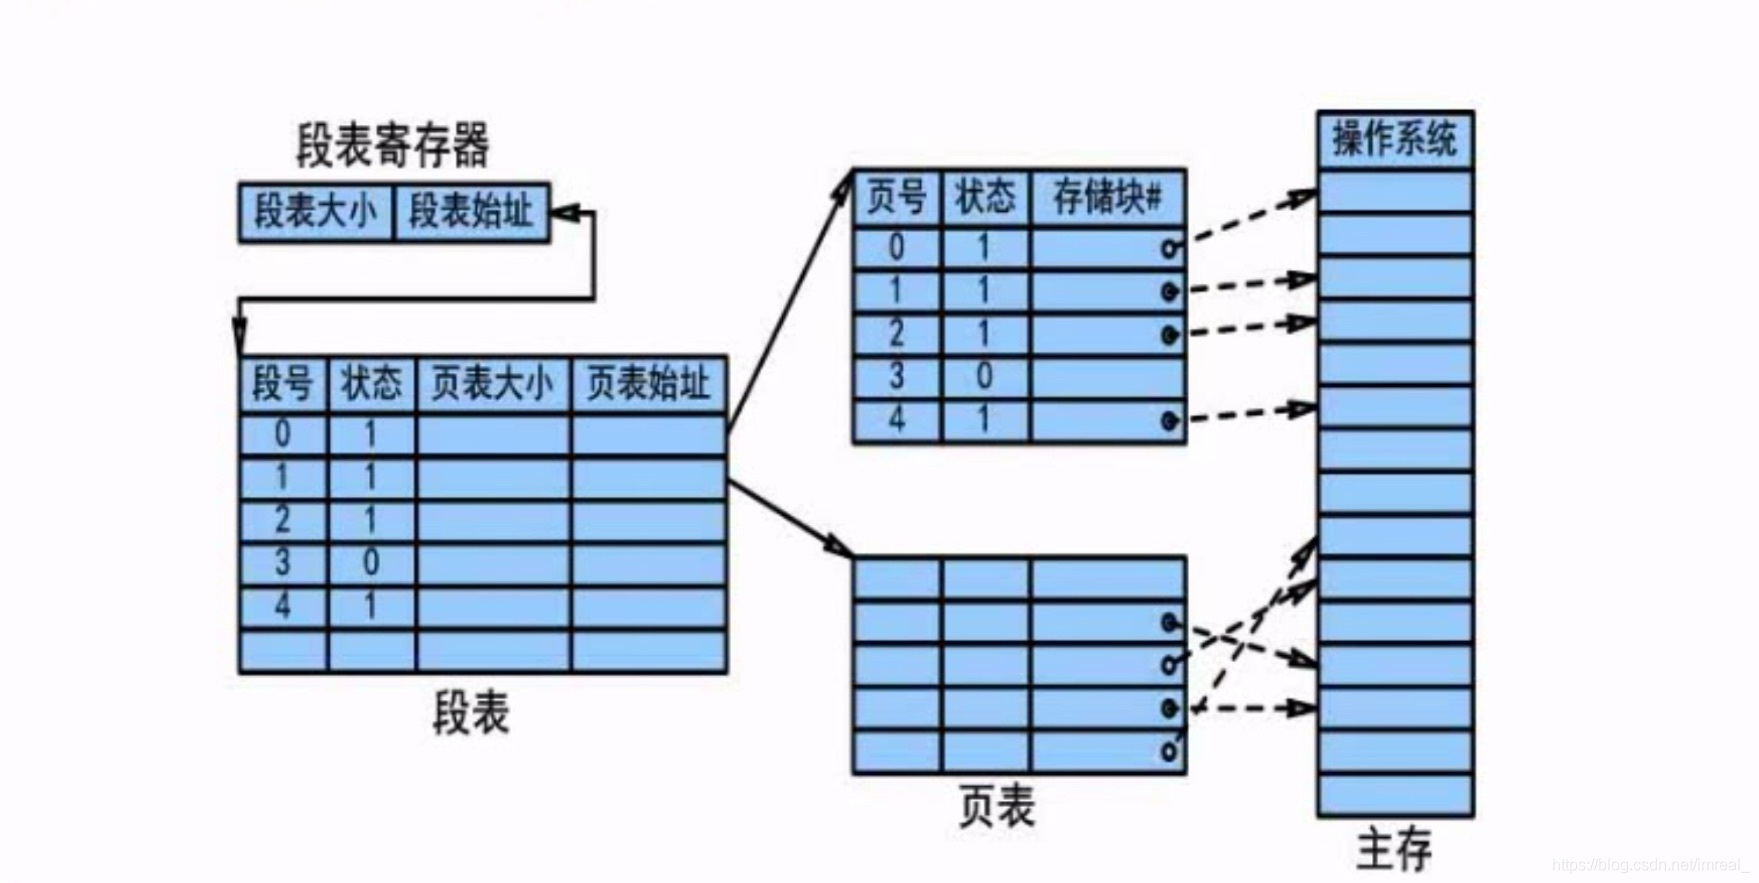 段表寄存器
段表大小 段表始址
段号 状态 页表大小 页表始址
0 1
1 1
2 1
3 0
4 1
段表
页号 状态 存储块#
0 1
1 1
2 1
3 0
4 1
页表
操作系统
主存
https://blog.csdn.net/imreal_